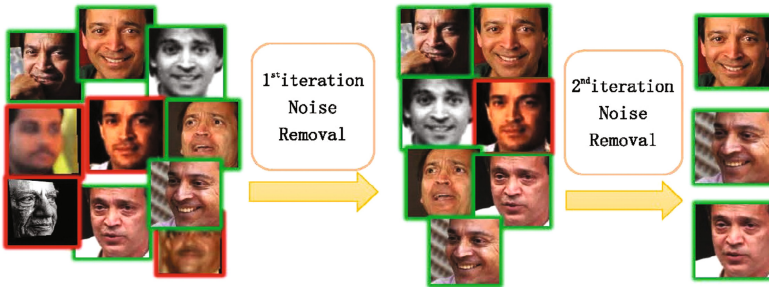 1st iteration
Noise
Removal
2nd iteration
Noise
Removal